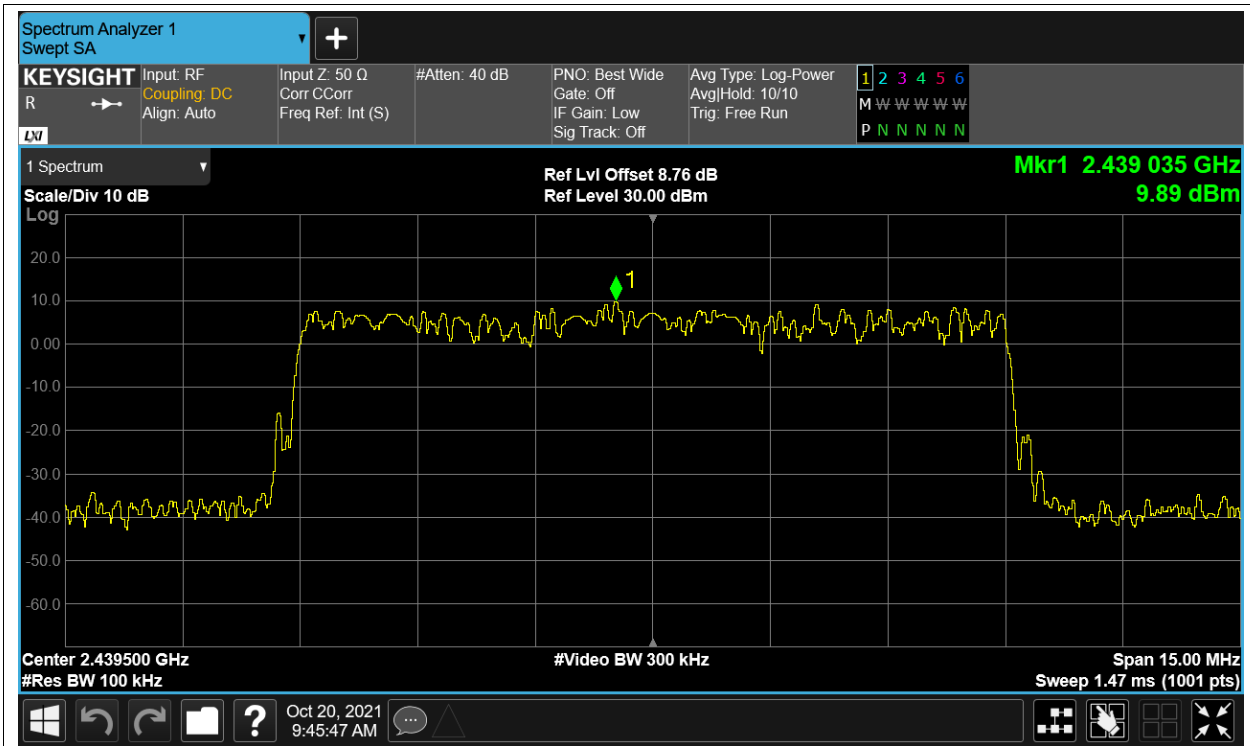 Spectrum Analyzer 1
Swept SA
KEYSIGHT
R
LXI
Input: RF
Coupling: DC
Align: Auto
Input Z: 50 Ω
Corr CCorr
Freq Ref: Int (S)
#Atten: 40 dB
PNO: Best Wide
Gate: Off
IF Gain: Low
Sig Track: Off
Avg Type: Log-Power
Avg|Hold: 10/10
Trig: Free Run
1 2 3 4 5 6
M W W W W W
P N N N N N
1 Spectrum
Scale/Div 10 dB
Log
Ref Lvl Offset 8.76 dB
Ref Level 30.00 dBm
Mkr1 2.439 035 GHz
9.89 dBm
20.0
10.0
0.00
-10.0
-20.0
-30.0
-40.0
-50.0
-60.0
1
Center 2.439500 GHz
#Res BW 100 kHz
#Video BW 300 kHz
Span 15.00 MHz
Sweep 1.47 ms (1001 pts)
?
Oct 20, 2021
9:45:47 AM